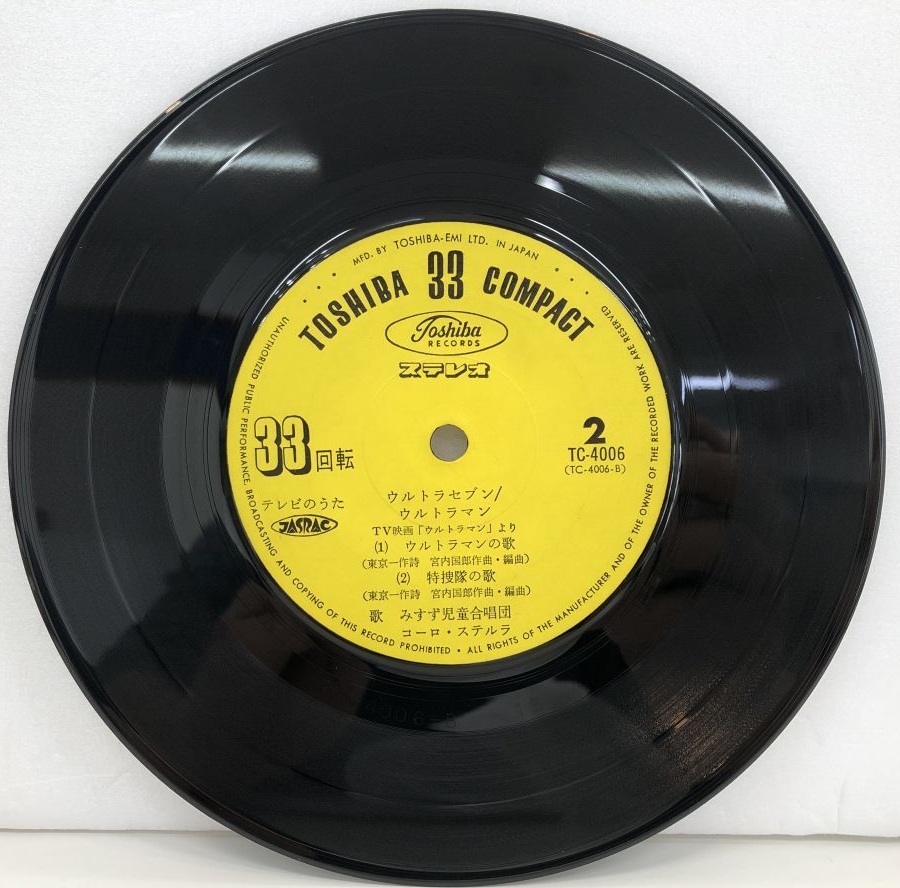 MFD. BY TOSHIBA-EMI LTD. IN JAPAN
TOSHIBA 33 COMPACT
Toshiba
RECORDS
ステレオ
33回転
2
TC-4006
(TC-4006-B)
テレビのうた
JASRAC
ウルトラセブン/
ウルトラマン
TV映画「ウルトラマン」より
(1) ウルトラマンの歌
(東京一作詩 宮内国郎作曲・編曲)
(2) 特捜隊の歌
(東京一作詩 宮内国郎作曲・編曲)
歌 みすず児童合唱団
コーロ・ステルラ
UNAUTHORIZED PUBLIC PERFORMANCE, BROADCASTING AND COPYING OF THIS RECORD PROHIBITED • ALL RIGHTS OF THE MANUFACTURER AND OF THE OWNER OF THE RECORDED WORK ARE RESERVED